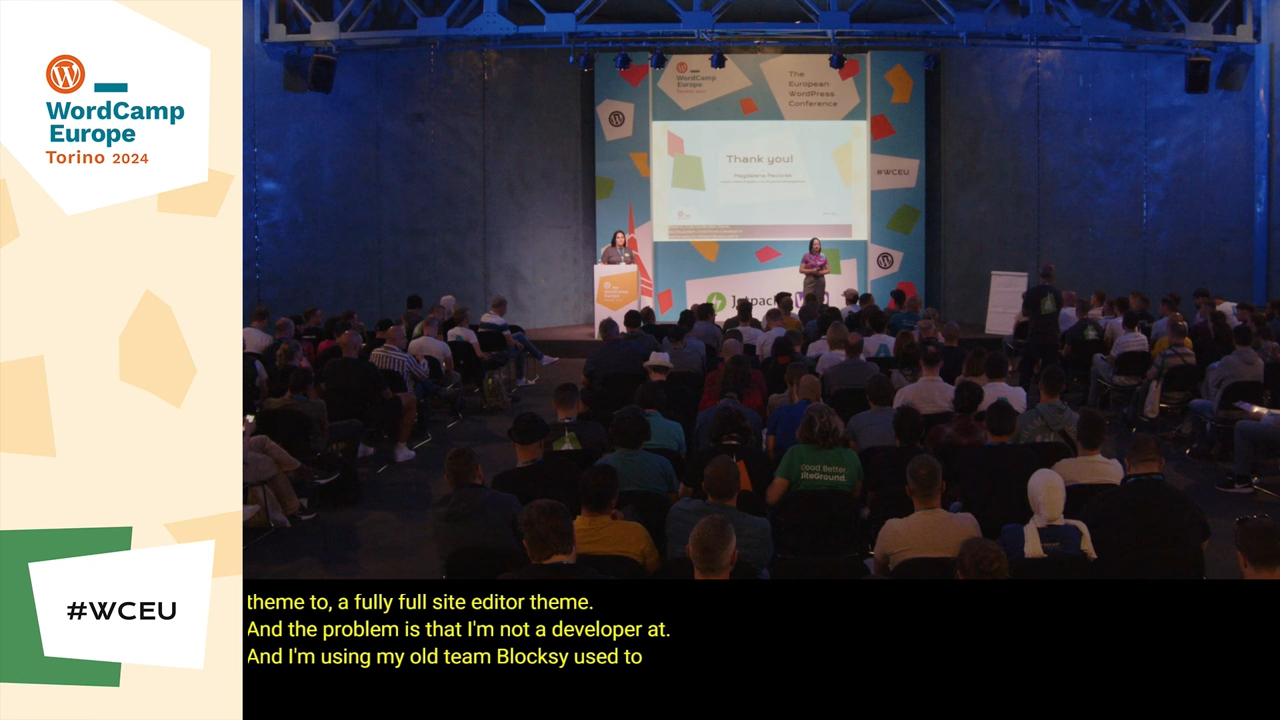 WordCamp
Europe
Torino 2024
#WCEU
WordCamp
Europe
The
European
WordPress
Conference
Thank you!
#WCEU
Jetpack
Good Better
SiteGround.
theme to, a fully full site editor theme.
And the problem is that I'm not a developer at.
And I'm using my old team Blocksy used to